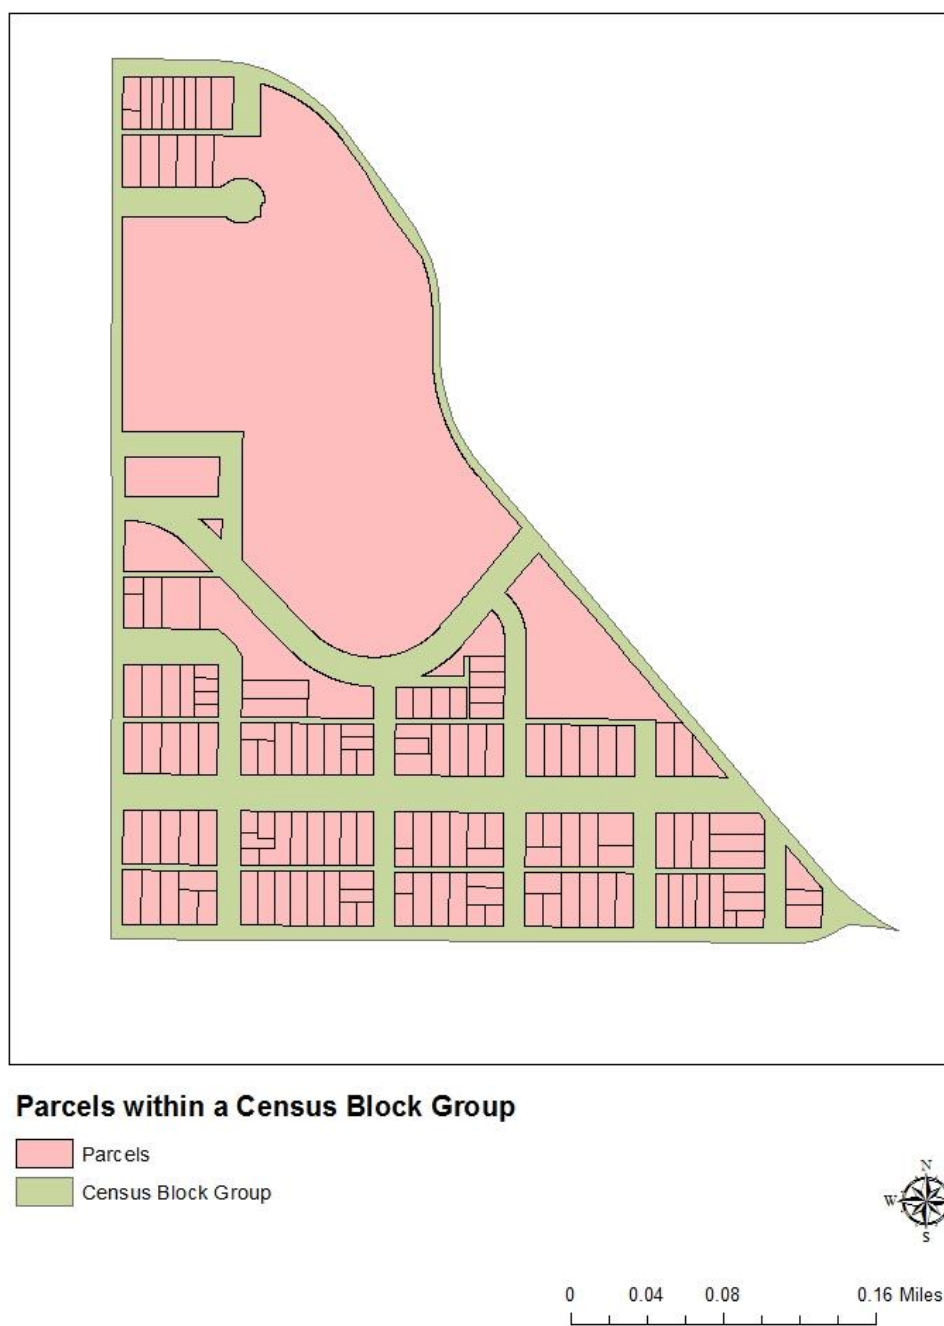 Parcels within a Census Block Group
Parcels
Census Block Group
N
W
S
0 0.04 0.08 0.16 Miles